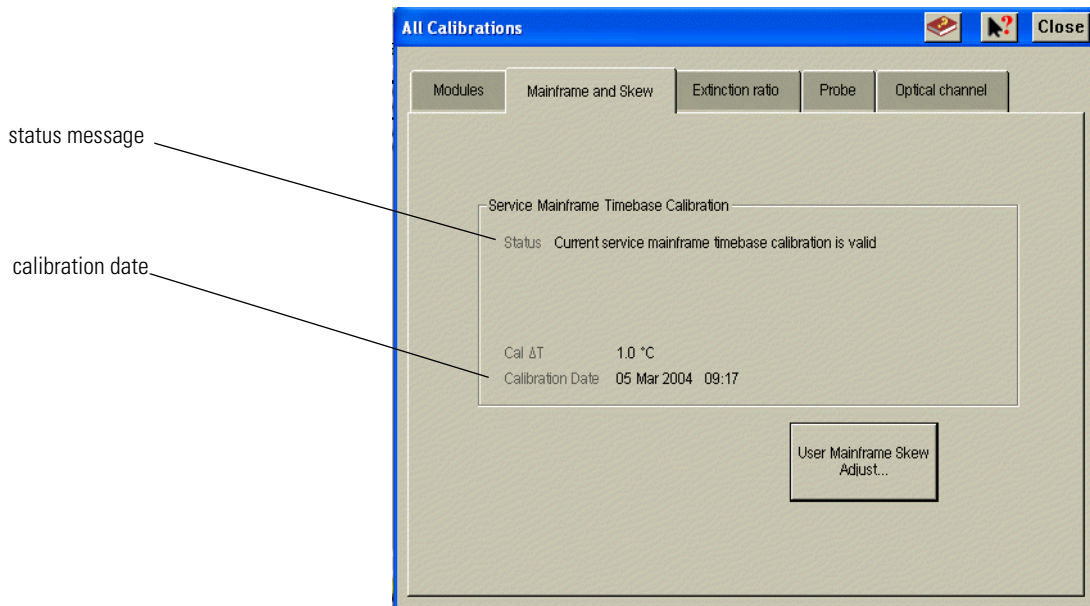 All Calibrations
? Close
Modules Mainframe and Skew Extinction ratio Probe Optical channel
status message
Service Mainframe Timebase Calibration
Status Current service mainframe timebase calibration is valid
calibration date
Cal ΔT 1.0 °C
Calibration Date 05 Mar 2004 09:17
User Mainframe Skew
Adjust...